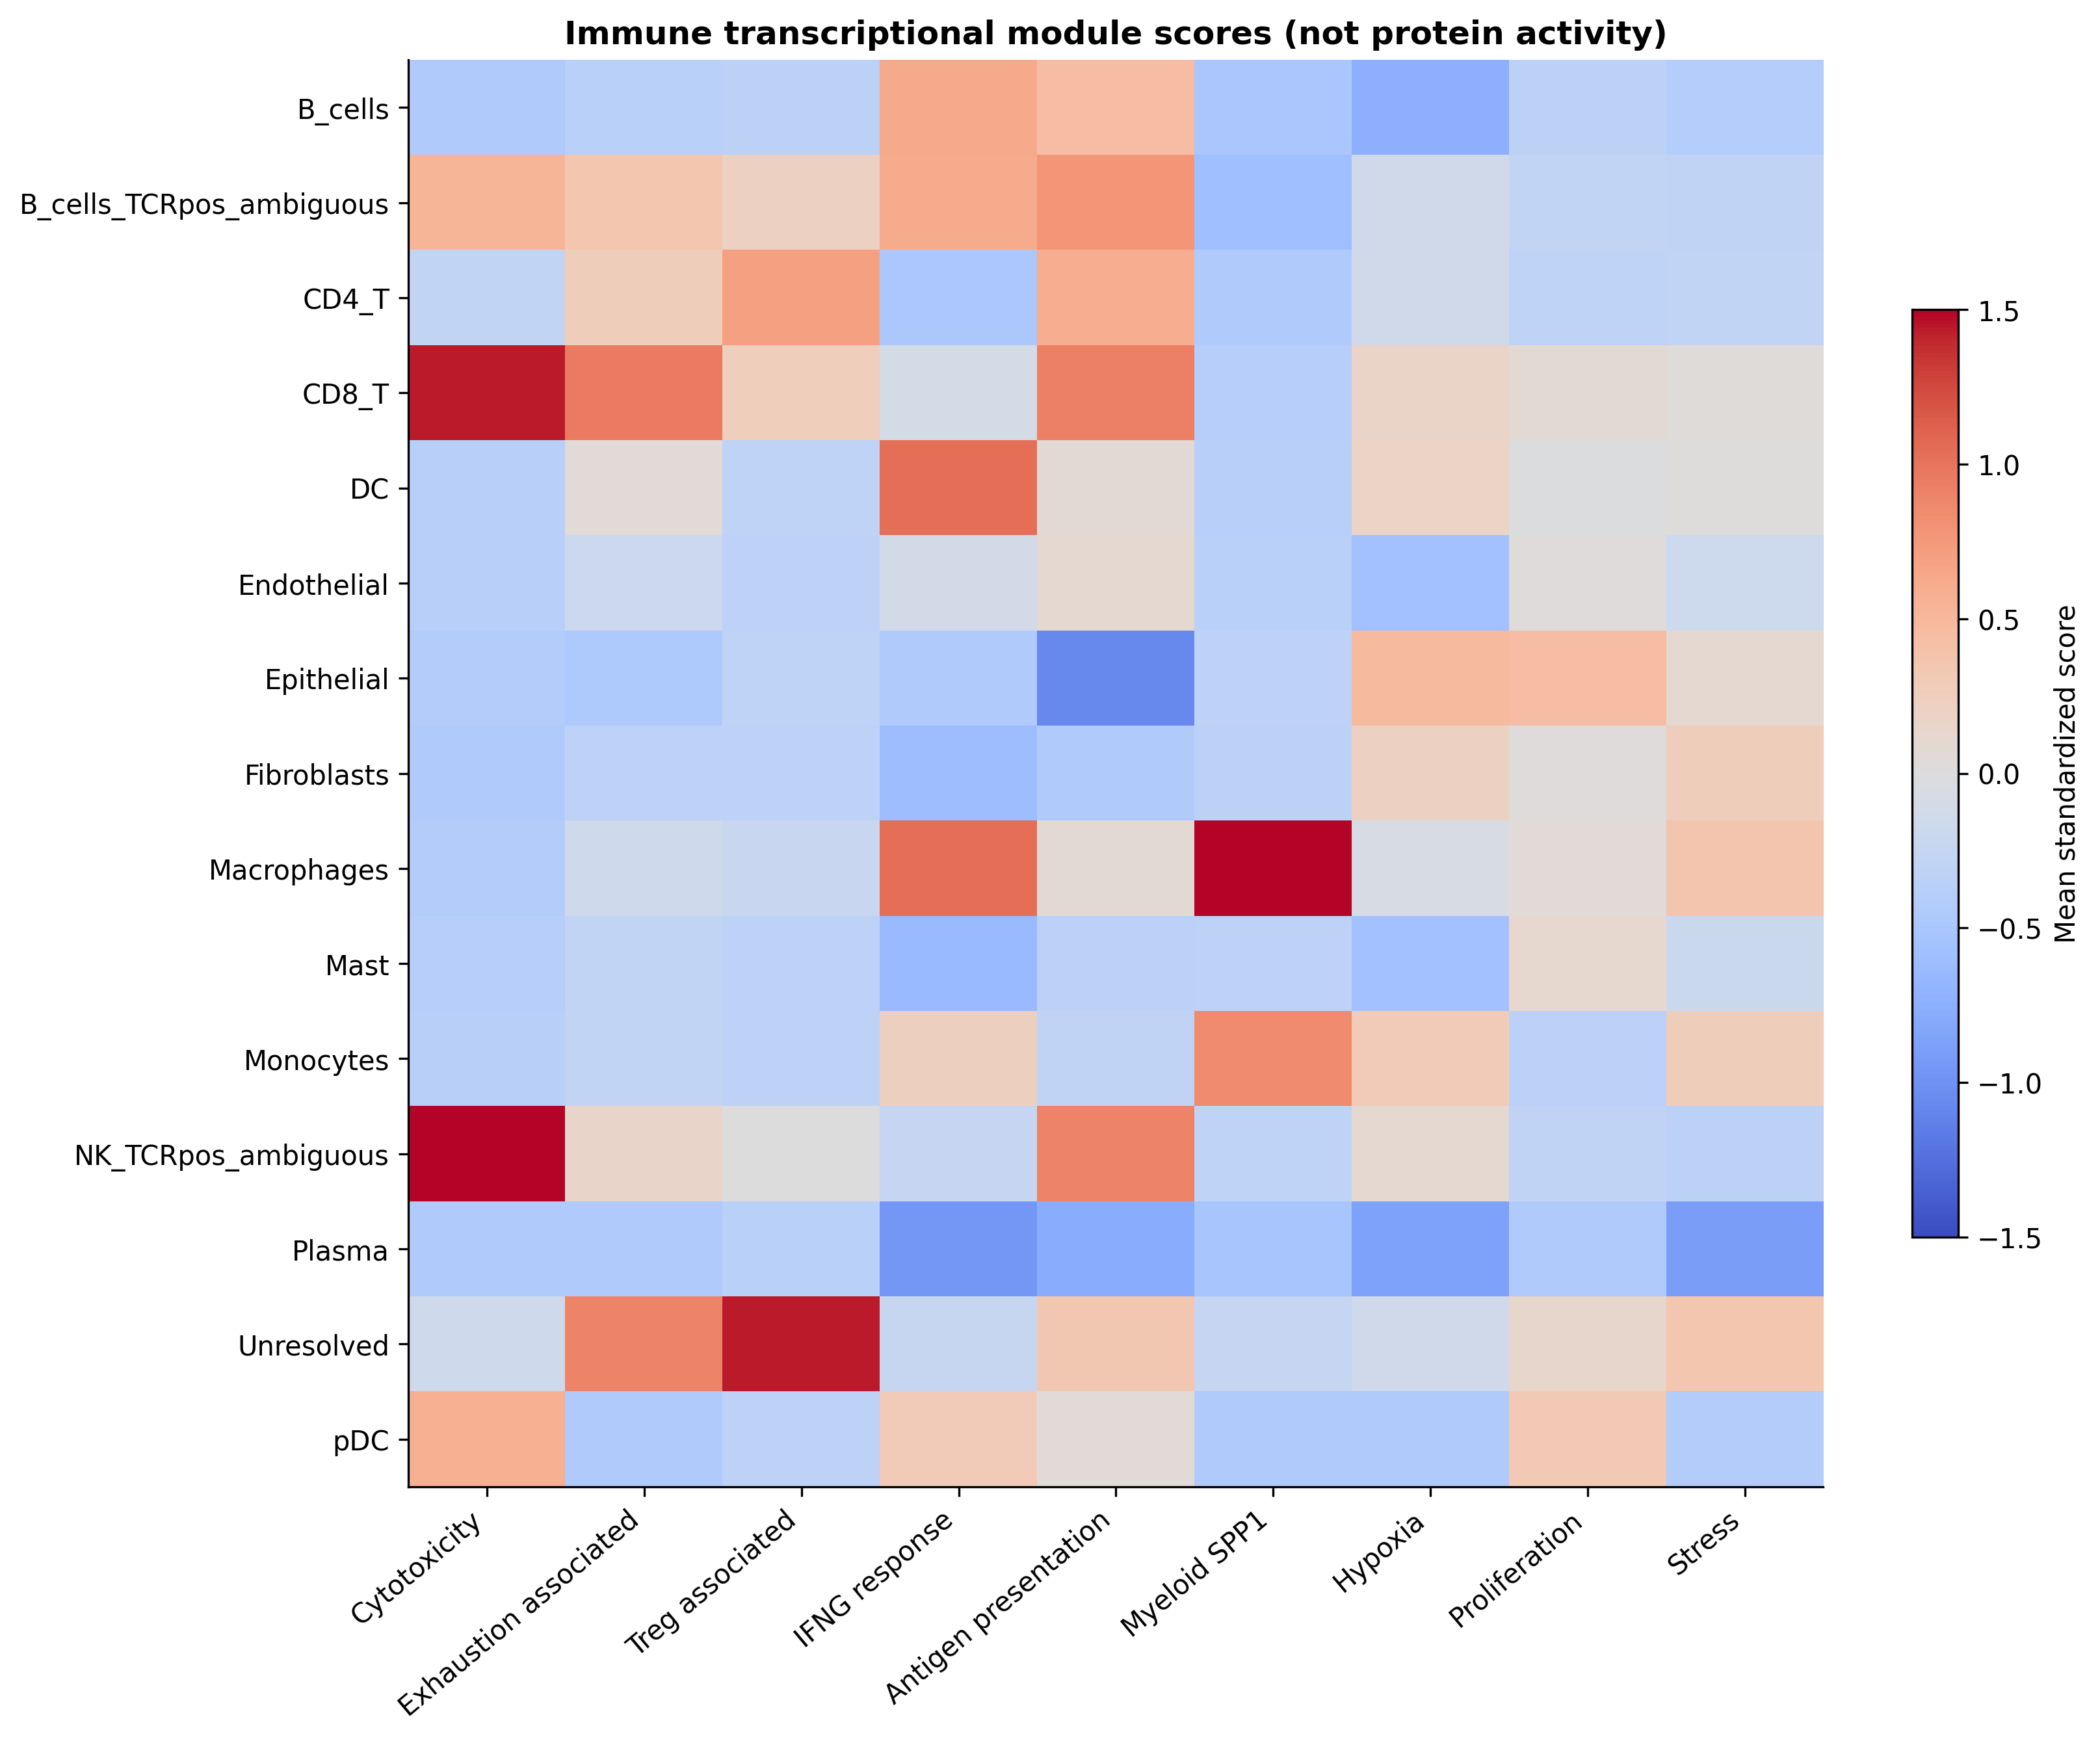 Immune transcriptional module scores (not protein activity)
B_cells
B_cells_TCRpos_ambiguous
CD4_T
CD8_T
DC
Endothelial
Epithelial
Fibroblasts
Macrophages
Mast
Monocytes
NK_TCRpos_ambiguous
Plasma
Unresolved
pDC
Cytotoxicity
Exhaustion associated
Treg associated
IFNG response
Antigen presentation
Myeloid SPP1
Hypoxia
Proliferation
Stress
1.5
1.0
0.5
0.0
−0.5
−1.0
−1.5
Mean standardized score